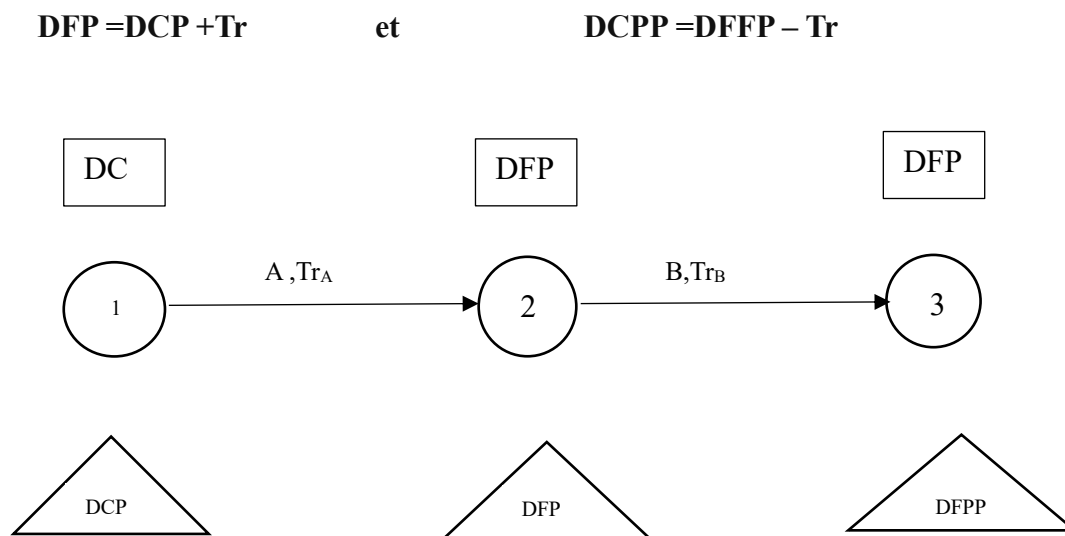 DFP =DCP +Tr et DCPP =DFFP – Tr
DC DFP DFP
A ,TrA B,TrB
1 2 3
DCP DFP DFPP